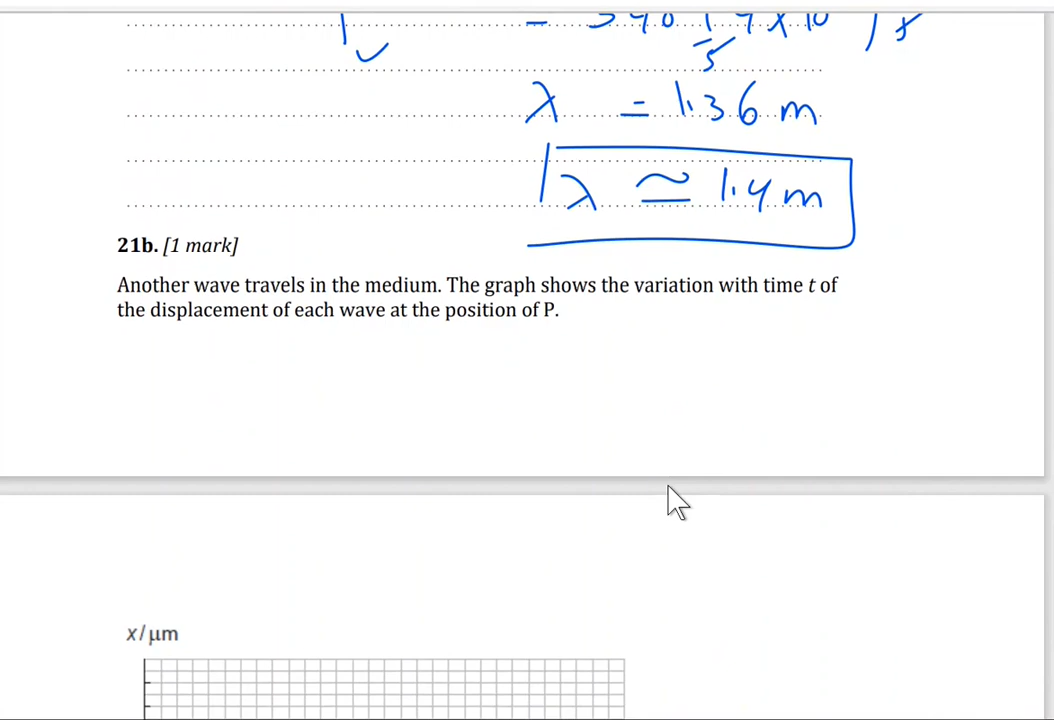 λ = 1.36 m
λ ≃ 1.4 m
21b. [1 mark]
Another wave travels in the medium. The graph shows the variation with time t of
the displacement of each wave at the position of P.
x/μm